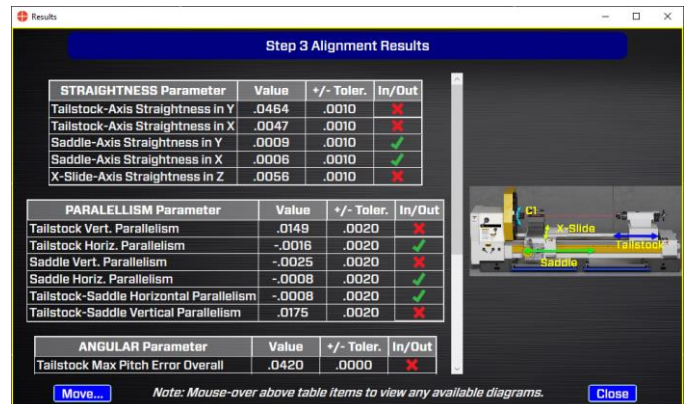 Results
Step 3 Alignment Results
STRAIGHTNESS Parameter Value +/- Toler. In/Out
Tailstock-Axis Straightness in Y .0464 .0010
Tailstock-Axis Straightness in X .0047 .0010
Saddle-Axis Straightness in Y .0009 .0010
Saddle-Axis Straightness in X .0006 .0010
X-Slide-Axis Straightness in Z .0056 .0010
PARALELLISM Parameter Value +/- Toler. In/Out
Tailstock Vert. Parallelism .0149 .0020
Tailstock Horiz. Parallelism -.0016 .0020
Saddle Vert. Parallelism -.0025 .0020
Saddle Horiz. Parallelism -.0008 .0020
Tailstock-Saddle Horizontal Parallelism -.0008 .0020
Tailstock-Saddle Vertical Parallelism .0175 .0020
ANGULAR Parameter Value +/- Toler. In/Out
Tailstock Max Pitch Error Overall .0420 .0000
C1
X-Slide
Tailstock
Saddle
Move...
Note: Mouse-over above table items to view any available diagrams.
Close